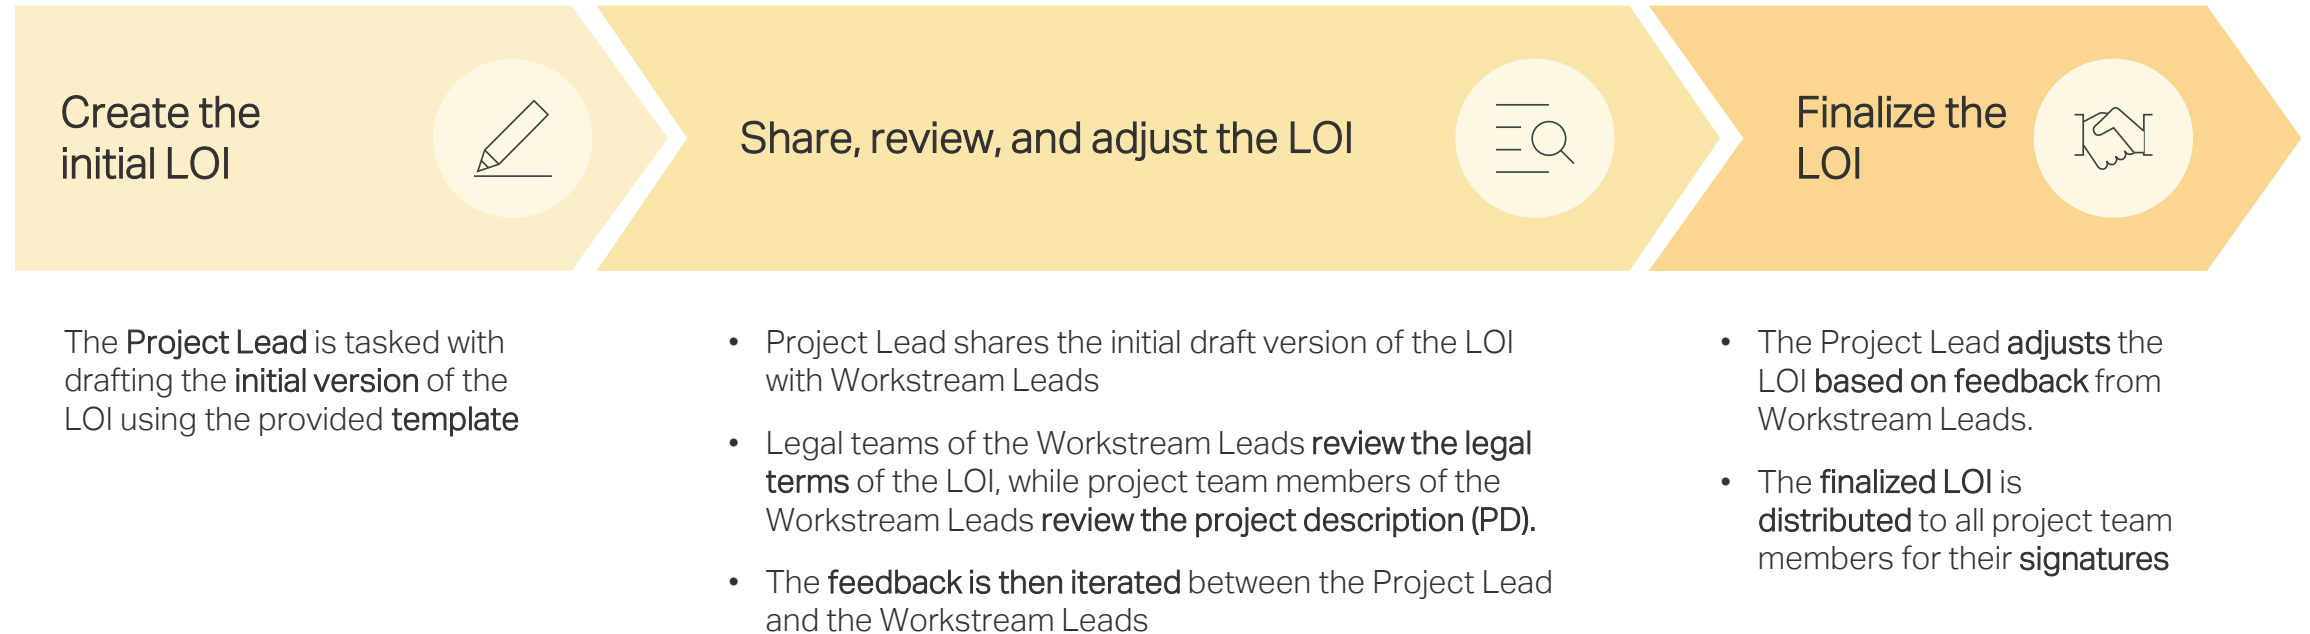 Create the
initial LOI
Share, review, and adjust the LOI
Finalize the
LOI
The Project Lead is tasked with
drafting the initial version of the
LOI using the provided template
• Project Lead shares the initial draft version of the LOI
with Workstream Leads
• Legal teams of the Workstream Leads review the legal
terms of the LOI, while project team members of the
Workstream Leads review the project description (PD).
• The feedback is then iterated between the Project Lead
and the Workstream Leads
• The Project Lead adjusts the
LOI based on feedback from
Workstream Leads.
• The finalized LOI is
distributed to all project team
members for their signatures